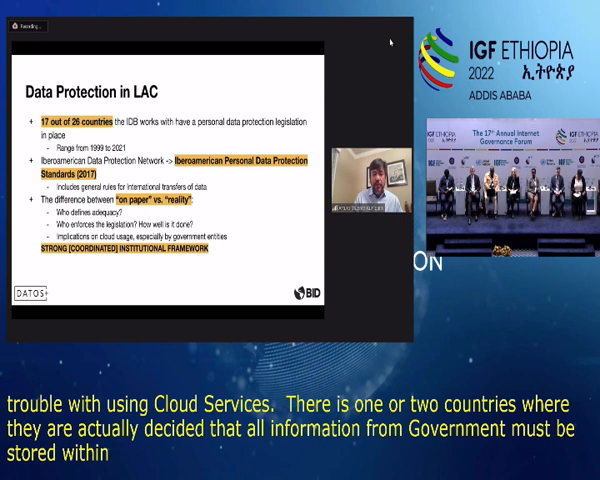 Recording...
Data Protection in LAC
+ 17 out of 26 countries the IDB works with have a personal data protection legislation
in place
- Range from 1999 to 2021
+ Iberoamerican Data Protection Network -> Iberoamerican Personal Data Protection
Standards (2017)
- Includes general rules for international transfers of data
+ The difference between "on paper" vs. "reality":
- Who defines adequacy?
- Who enforces the legislation? How well is it done?
- Implications on cloud usage, especially by government entities
STRONG [COORDINATED] INSTITUTIONAL FRAMEWORK
DATOS+
BID
IGF ETHIOPIA
2022 ኢትዮጵያ
ADDIS ABABA
IGF ETHIOPIA
2022
The 17th Annual Internet
Governance Forum
IGF ETHIOPIA
ON
trouble with using Cloud Services. There is one or two countries where
they are actually decided that all information from Government must be
stored within